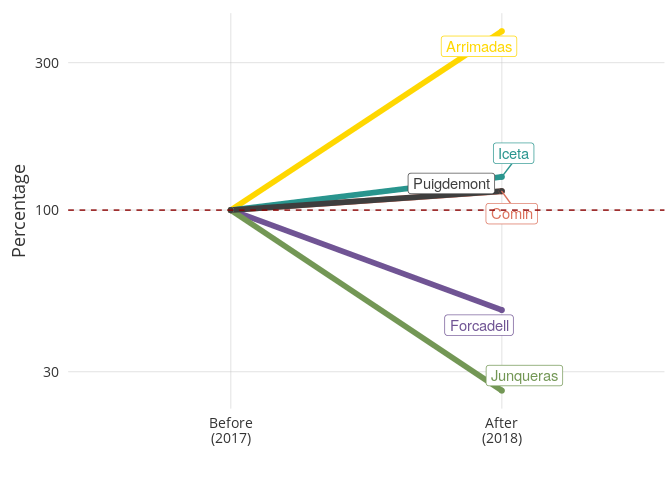 300
Arrimadas
Iceta
Puigdemont
100
Comín
Percentage
Forcadell
30
Junqueras
Before
(2017)
After
(2018)